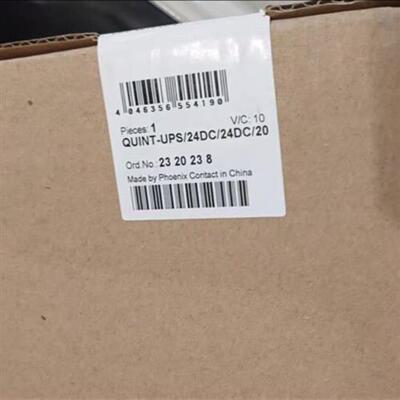 4 046356 554190
Pieces: 1 V/C: 10
QUINT-UPS/24DC/24DC/20
Ord.No.: 23 20 23 8
Made by Phoenix Contact in China